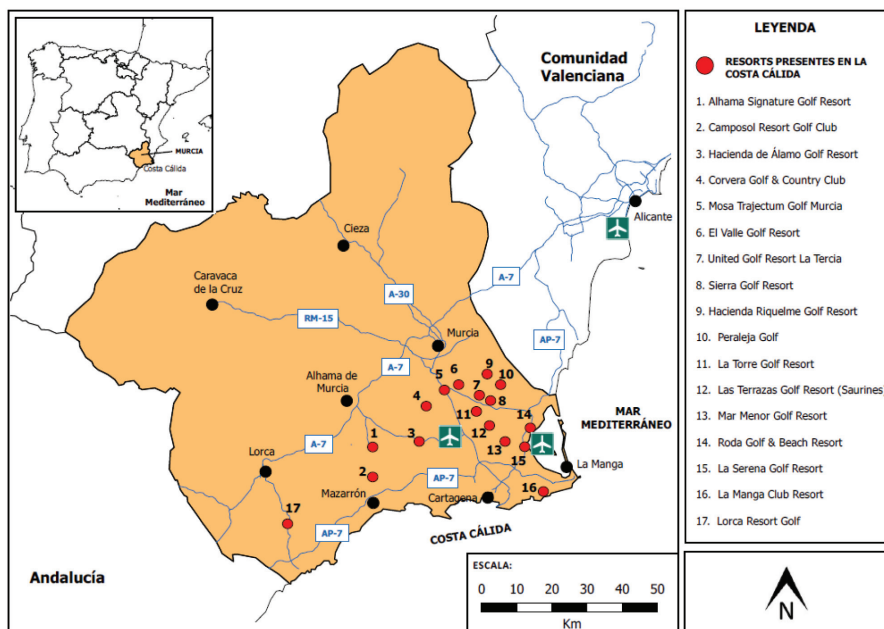 MURCIA
Costa Cálida
Mar
Mediterráneo
Comunidad
Valenciana
Alicante
Cieza
Caravaca
de la Cruz
A-7
A-30
RM-15
Murcia
AP-7
A-7
Alhama de
Murcia
9
6
10
5
7
4
8
11
14
MAR
MEDITERRÁNEO
12
3
13
1
15
A-7
Lorca
La Manga
2
AP-7
16
Mazarrón
Cartagena
17
AP-7
COSTA CÁLIDA
Andalucía
ESCALA:
0 10 20 30 40 50
Km
LEYENDA
RESORTS PRESENTES EN LA
COSTA CÁLIDA
1. Alhama Signature Golf Resort
2. Camposol Resort Golf Club
3. Hacienda de Álamo Golf Resort
4. Corvera Golf & Country Club
5. Mosa Trajectum Golf Murcia
6. El Valle Golf Resort
7. United Golf Resort La Tercia
8. Sierra Golf Resort
9. Hacienda Riquelme Golf Resort
10. Peraleja Golf
11. La Torre Golf Resort
12. Las Terrazas Golf Resort (Saurines)
13. Mar Menor Golf Resort
14. Roda Golf & Beach Resort
15. La Serena Golf Resort
16. La Manga Club Resort
17. Lorca Resort Golf
N